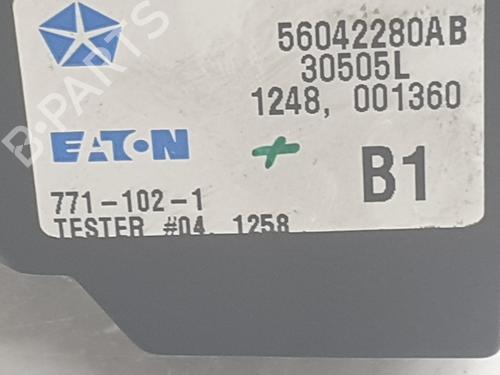 56042280AB
30505L
1248, 001360
EATON
B1
771-102-1
TESTER #04, 1258
B-PARTS